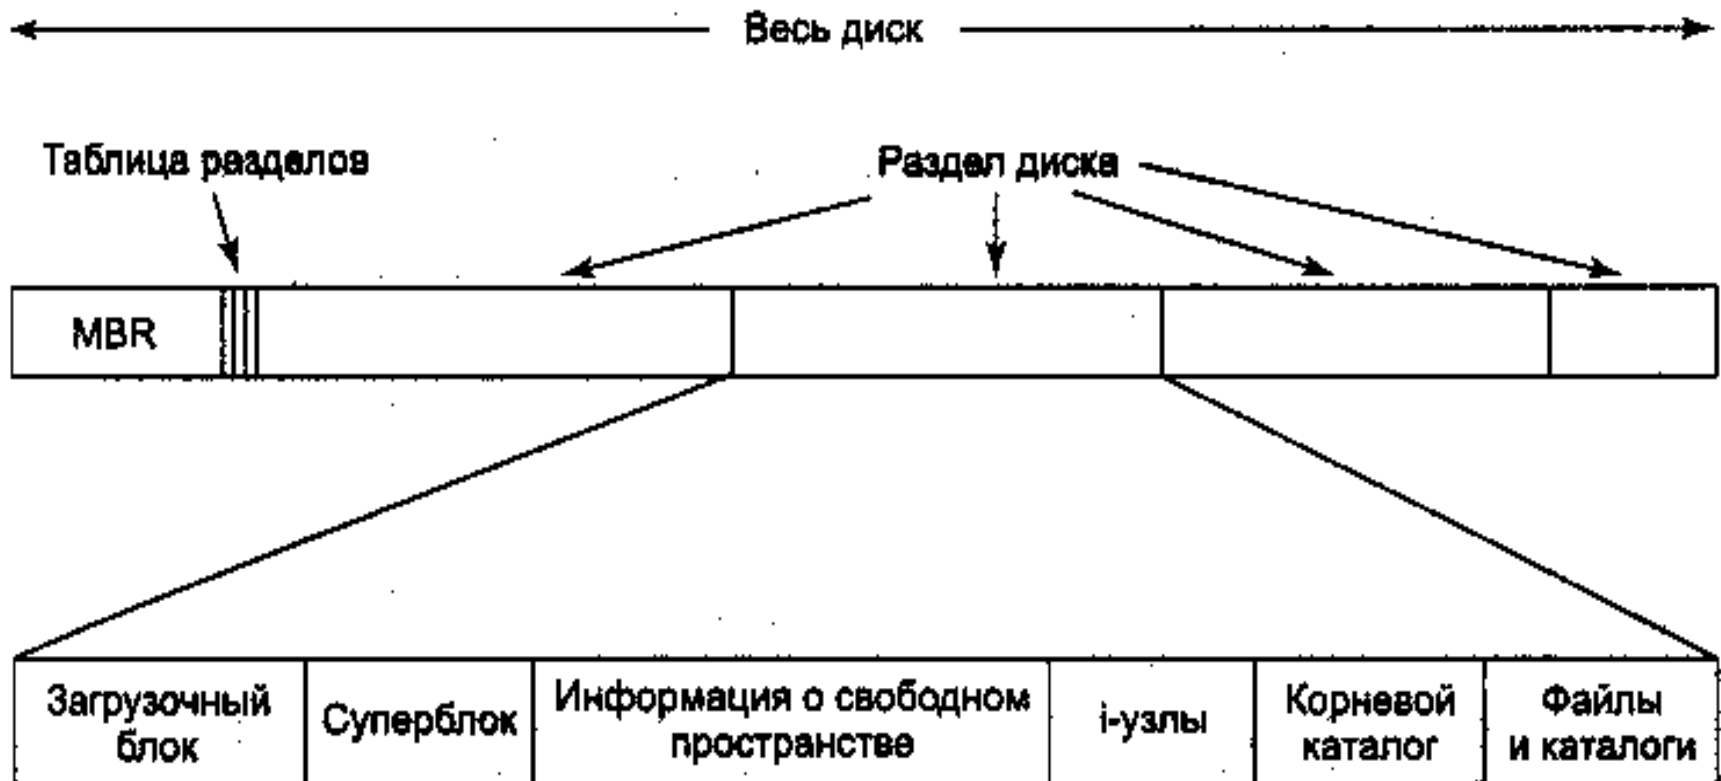 Весь диск
Таблица разделов
Раздел диска
MBR
Загрузочный
блок
Суперблок
Информация о свободном
пространстве
i-узлы
Корневой
каталог
Файлы
и каталоги